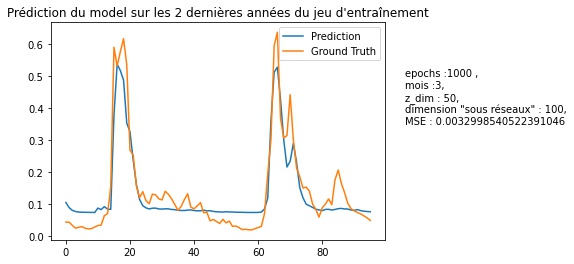 Prédiction du model sur les 2 dernières années du jeu d'entraînement
Prediction
Ground Truth
epochs :1000 ,
mois :3,
z_dim : 50,
dimension "sous réseaux" : 100,
MSE : 0.0032998540522391046
0.6
0.5
0.4
0.3
0.2
0.1
0.0
0 20 40 60 80